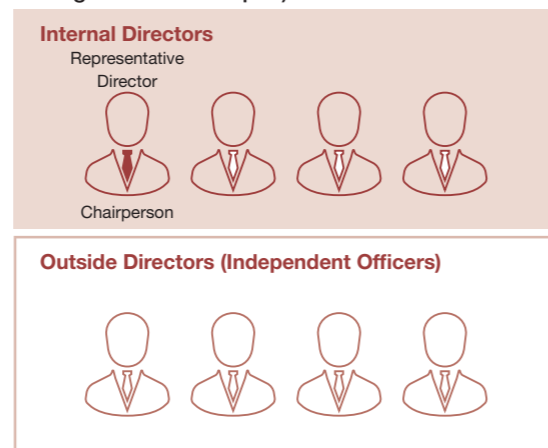 Internal Directors
Representative
Director
Chairperson
Outside Directors (Independent Officers)